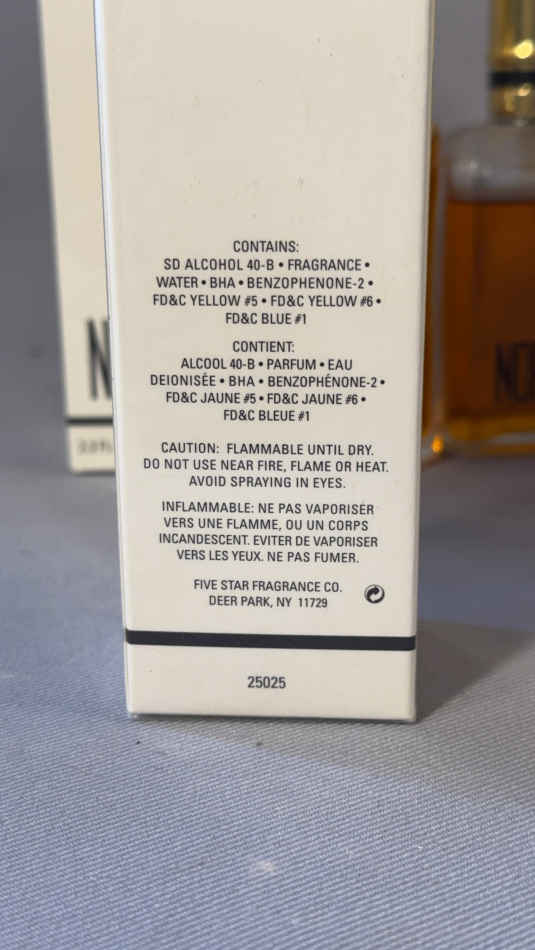 CONTAINS:
SD ALCOHOL 40-B • FRAGRANCE •
WATER • BHA • BENZOPHENONE-2 •
FD&C YELLOW #5 • FD&C YELLOW #6 •
FD&C BLUE #1
CONTIENT:
ALCOOL 40-B • PARFUM • EAU
DEIONISÉE • BHA • BENZOPHÉNONE-2 •
FD&C JAUNE #5 • FD&C JAUNE #6 •
FD&C BLEUE #1
CAUTION: FLAMMABLE UNTIL DRY.
DO NOT USE NEAR FIRE, FLAME OR HEAT.
AVOID SPRAYING IN EYES.
INFLAMMABLE: NE PAS VAPORISER
VERS UNE FLAMME, OU UN CORPS
INCANDESCENT. EVITER DE VAPORISER
VERS LES YEUX. NE PAS FUMER.
FIVE STAR FRAGRANCE CO.
DEER PARK, NY 11729
25025